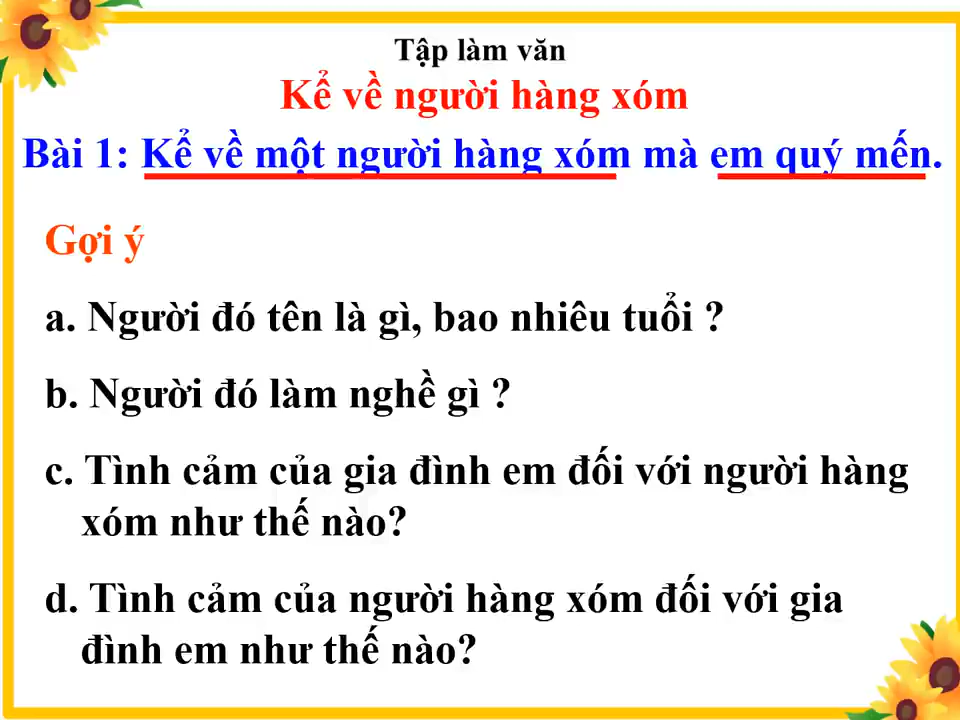 Tập làm văn
Kể về người hàng xóm
Bài 1: Kể về một người hàng xóm mà em quý mến.
Gợi ý
a. Người đó tên là gì, bao nhiêu tuổi ?
b. Người đó làm nghề gì ?
c. Tình cảm của gia đình em đối với người hàng
xóm như thế nào?
d. Tình cảm của người hàng xóm đối với gia
đình em như thế nào?